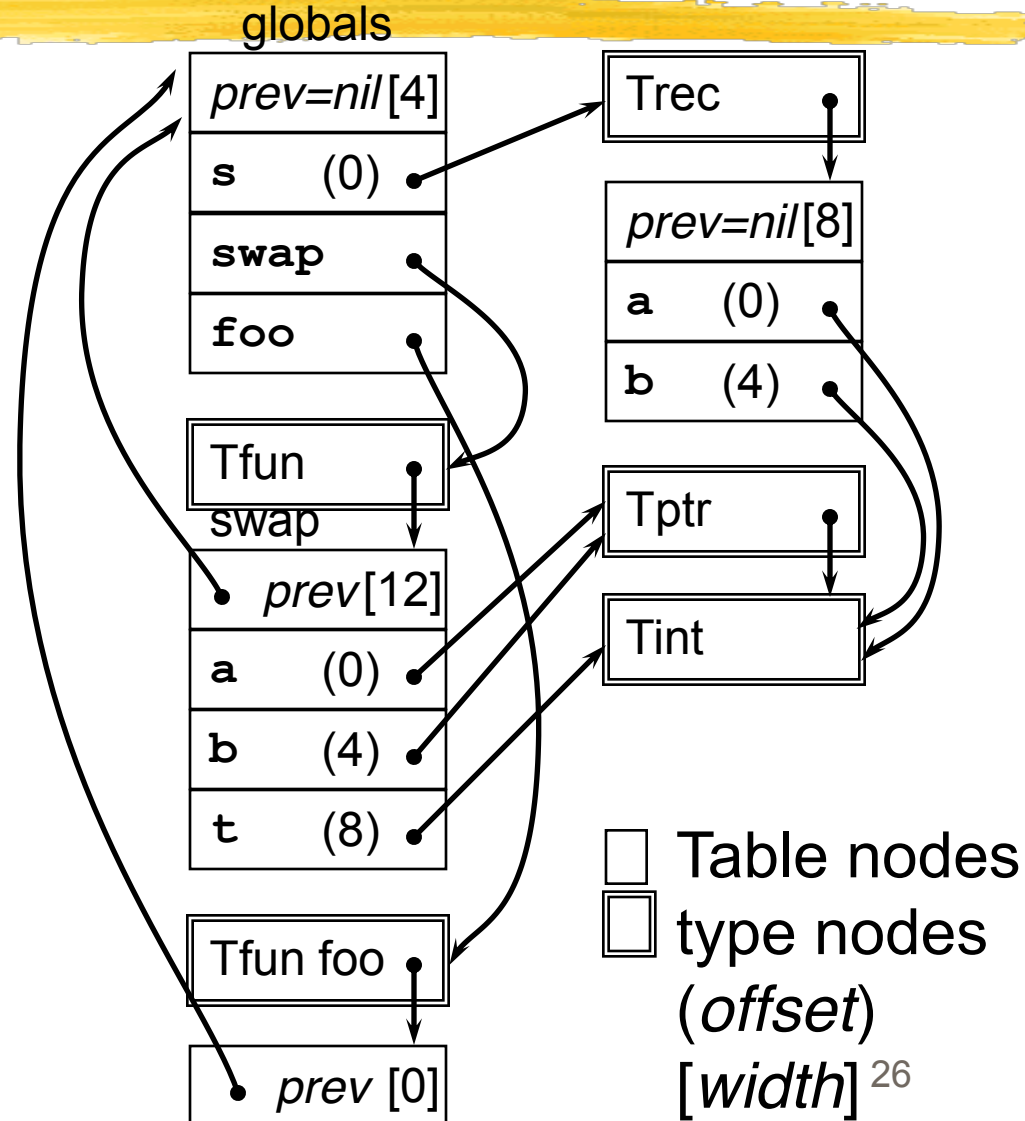 globals
prev=nil[4]
s (0)
swap
foo
Tfun
swap
prev[12]
a (0)
b (4)
t (8)
Tfun foo
prev [0]
Trec
prev=nil[8]
a (0)
b (4)
Tptr
Tint
Table nodes
type nodes
(offset)
[width] 26